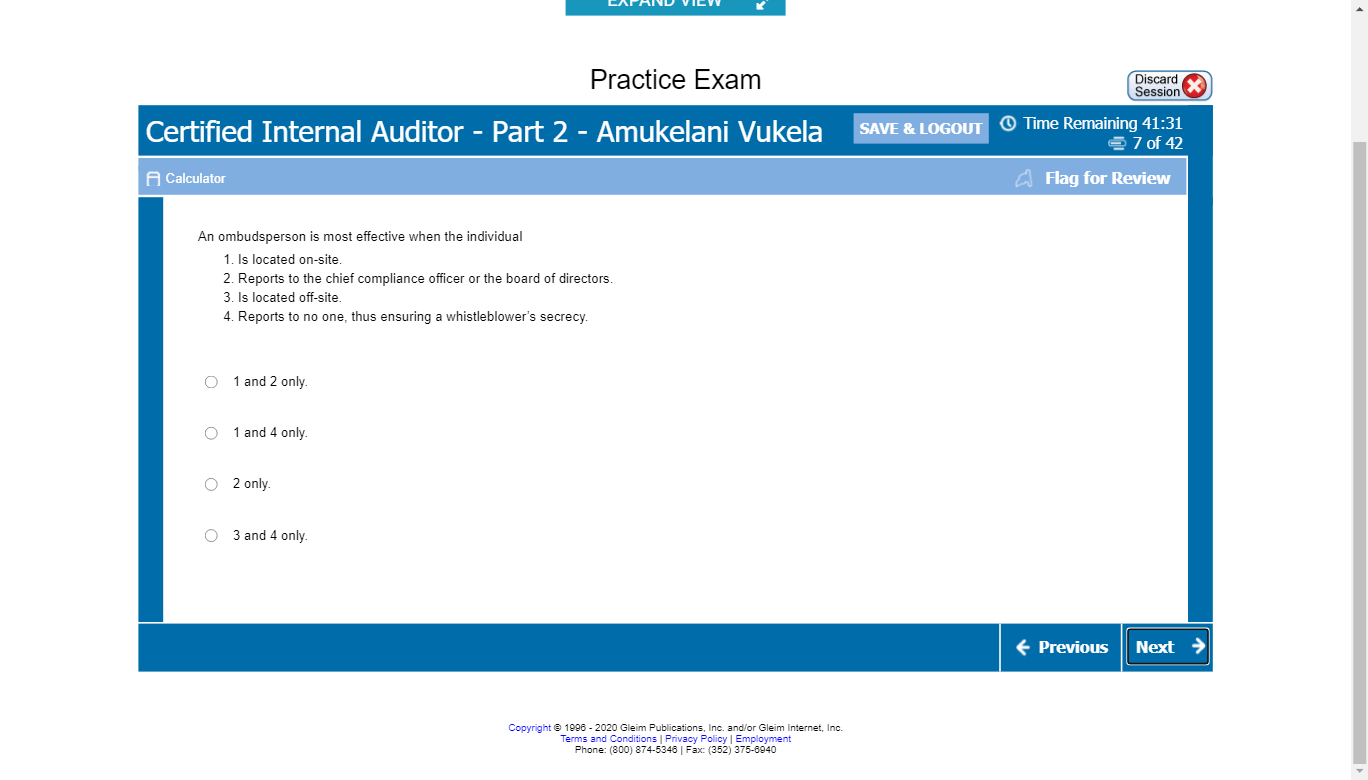 EXPAND VIEW
Practice Exam
Discard
Session
Certified Internal Auditor - Part 2 - Amukelani Vukela
SAVE & LOGOUT
Time Remaining 41:31
7 of 42
Calculator
Flag for Review
An ombudsperson is most effective when the individual
1. Is located on-site.
2. Reports to the chief compliance officer or the board of directors.
3. Is located off-site.
4. Reports to no one, thus ensuring a whistleblower's secrecy.
1 and 2 only.
1 and 4 only.
2 only.
3 and 4 only.
Previous
Next
Copyright © 1996 - 2020 Gleim Publications, Inc. and/or Gleim Internet, Inc.
Terms and Conditions | Privacy Policy | Employment
Phone: (800) 874-5346 | Fax: (352) 375-6940